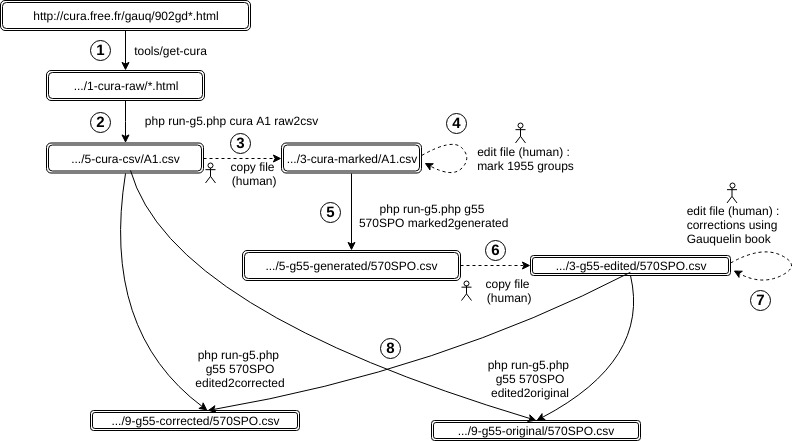 http://cura.free.fr/gauq/902gd*.html
1
tools/get-cura
.../1-cura-raw/*.html
2
php run-g5.php cura A1 raw2csv
3
4
.../5-cura-csv/A1.csv
.../3-cura-marked/A1.csv
copy file
(human)
edit file (human) :
mark 1955 groups
5
php run-g5.php g55
570SPO marked2generated
edit file (human) :
corrections using
Gauquelin book
6
.../5-g55-generated/570SPO.csv
.../3-g55-edited/570SPO.csv
copy file
(human)
7
8
php run-g5.php
g55 570SPO
edited2corrected
php run-g5.php
g55 570SPO
edited2original
.../9-g55-corrected/570SPO.csv
.../9-g55-original/570SPO.csv